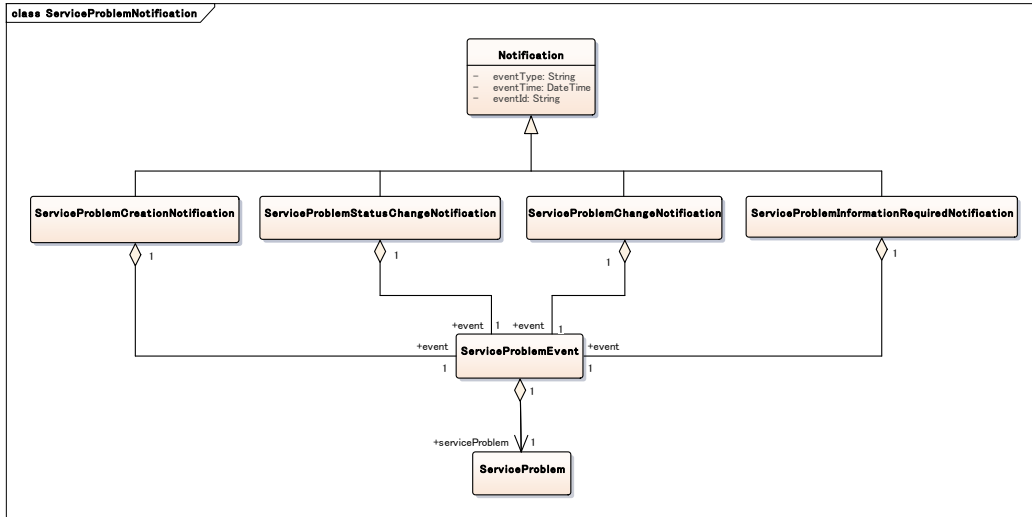 class ServiceProblemNotification
Notification
- eventType: String
- eventTime: DateTime
- eventId: String
ServiceProblemCreationNotification
ServiceProblemStatusChangeNotification
ServiceProblemChangeNotification
ServiceProblemInformationRequiredNotification
1
1
1
1
+event 1
+event 1
+event
1
+event
1
ServiceProblemEvent
1
+serviceProblem 1
ServiceProblem